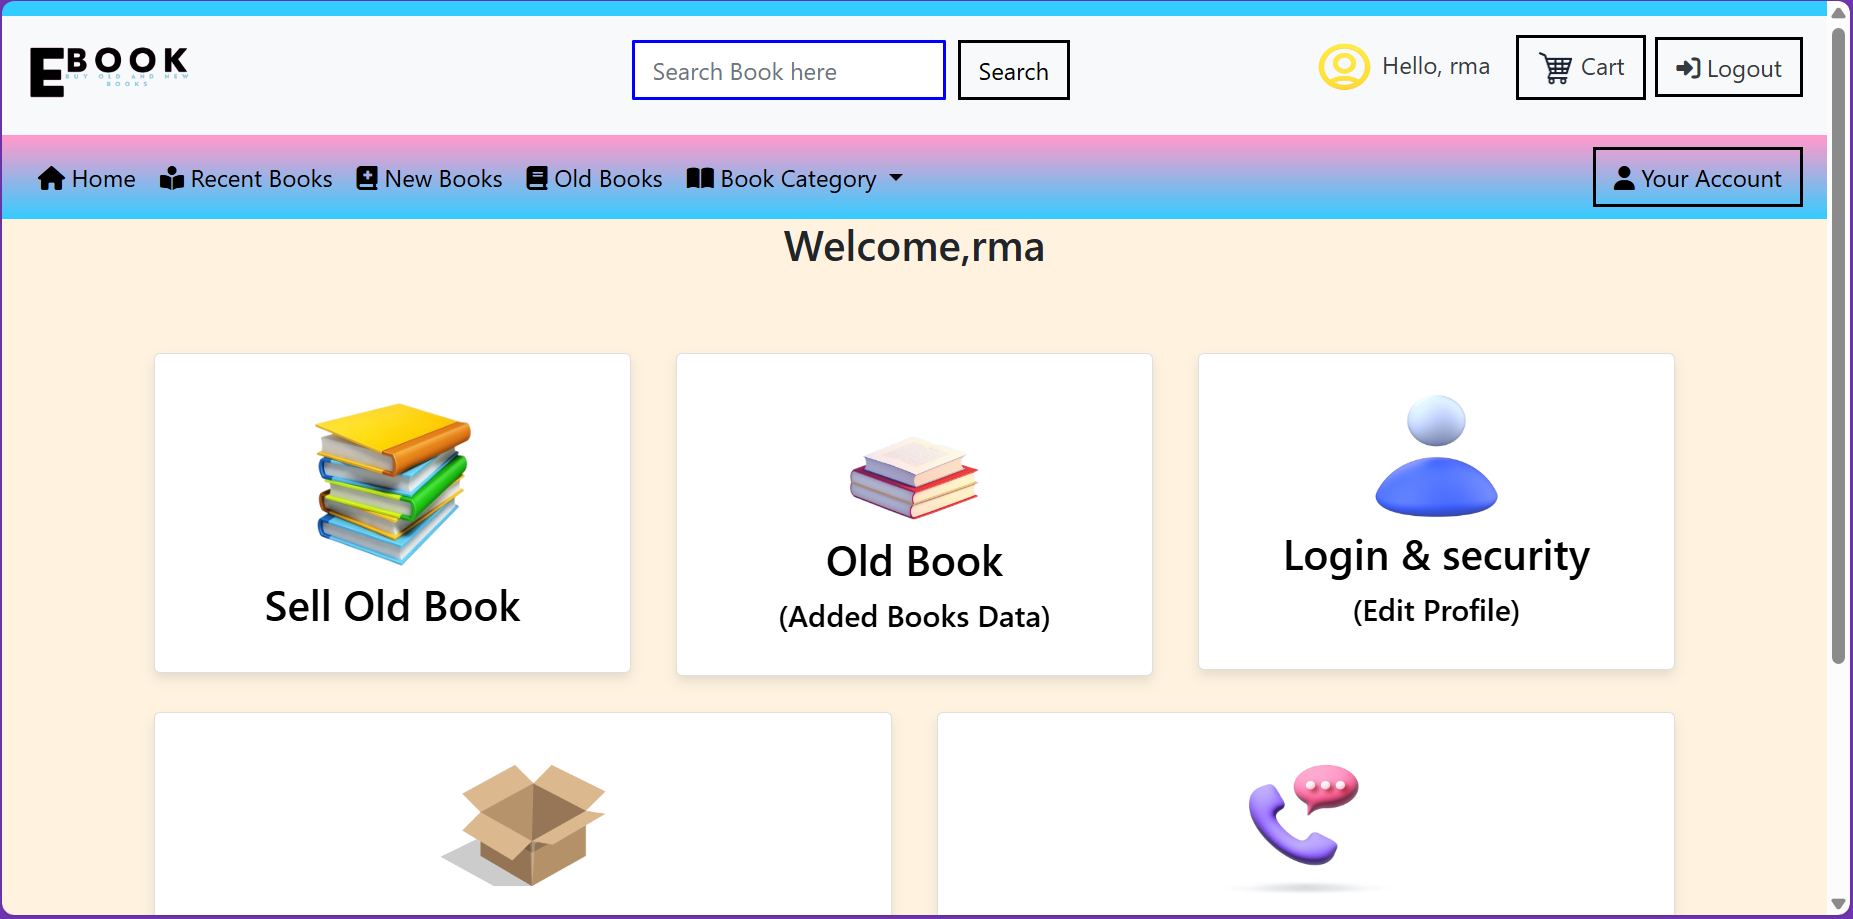 EBOOK
BUY OLD AND NEW
BOOKS
Search Book here
Search
Hello, rma
Cart
Logout
Home
Recent Books
New Books
Old Books
Book Category
Your Account
Welcome,rma
Sell Old Book
Old Book
(Added Books Data)
Login & security
(Edit Profile)